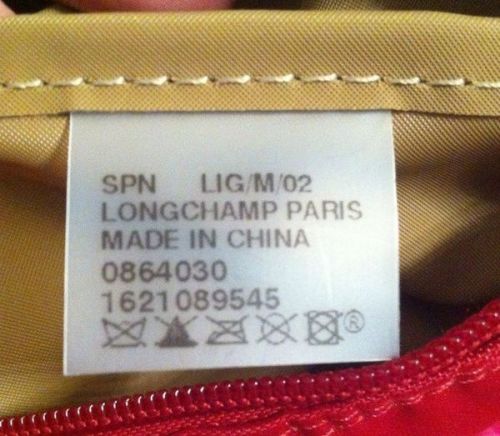 SPN LIG/M/02
LONGCHAMP PARIS
MADE IN CHINA
0864030
1621089545
®